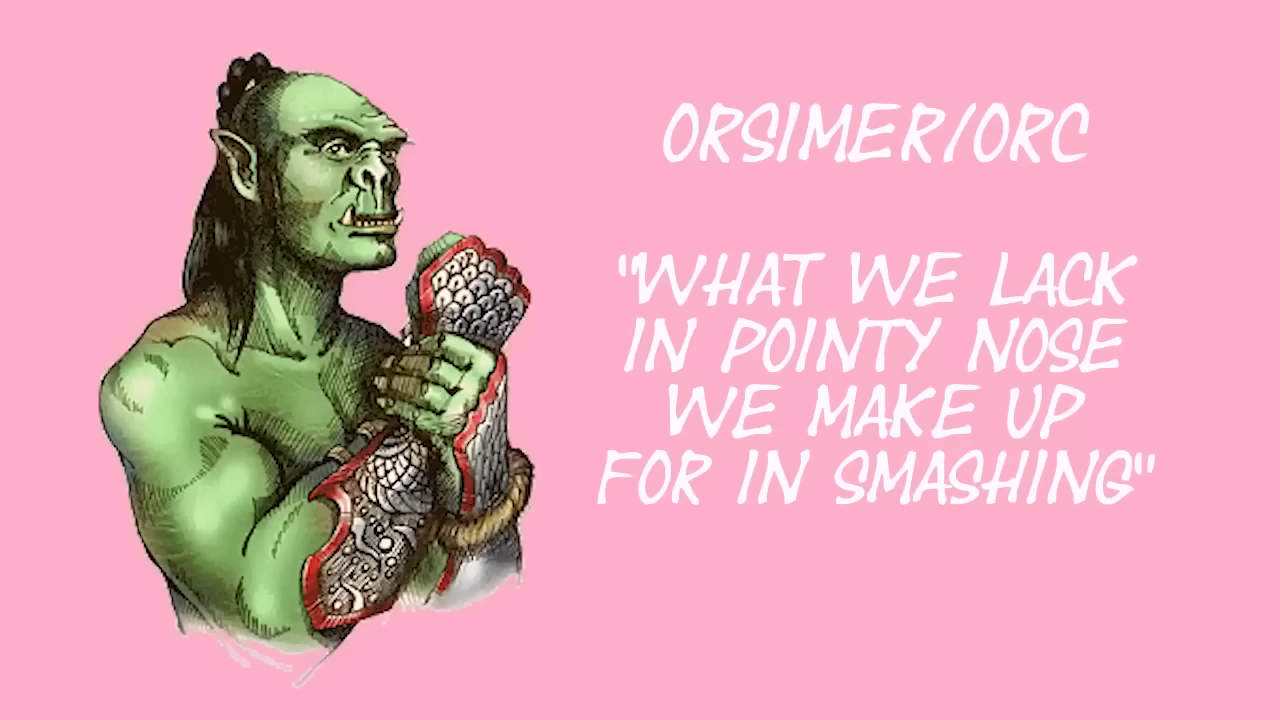 ORSIMER/ORC
"WHAT WE LACK
IN POINTY NOSE
WE MAKE UP
FOR IN SMASHING"